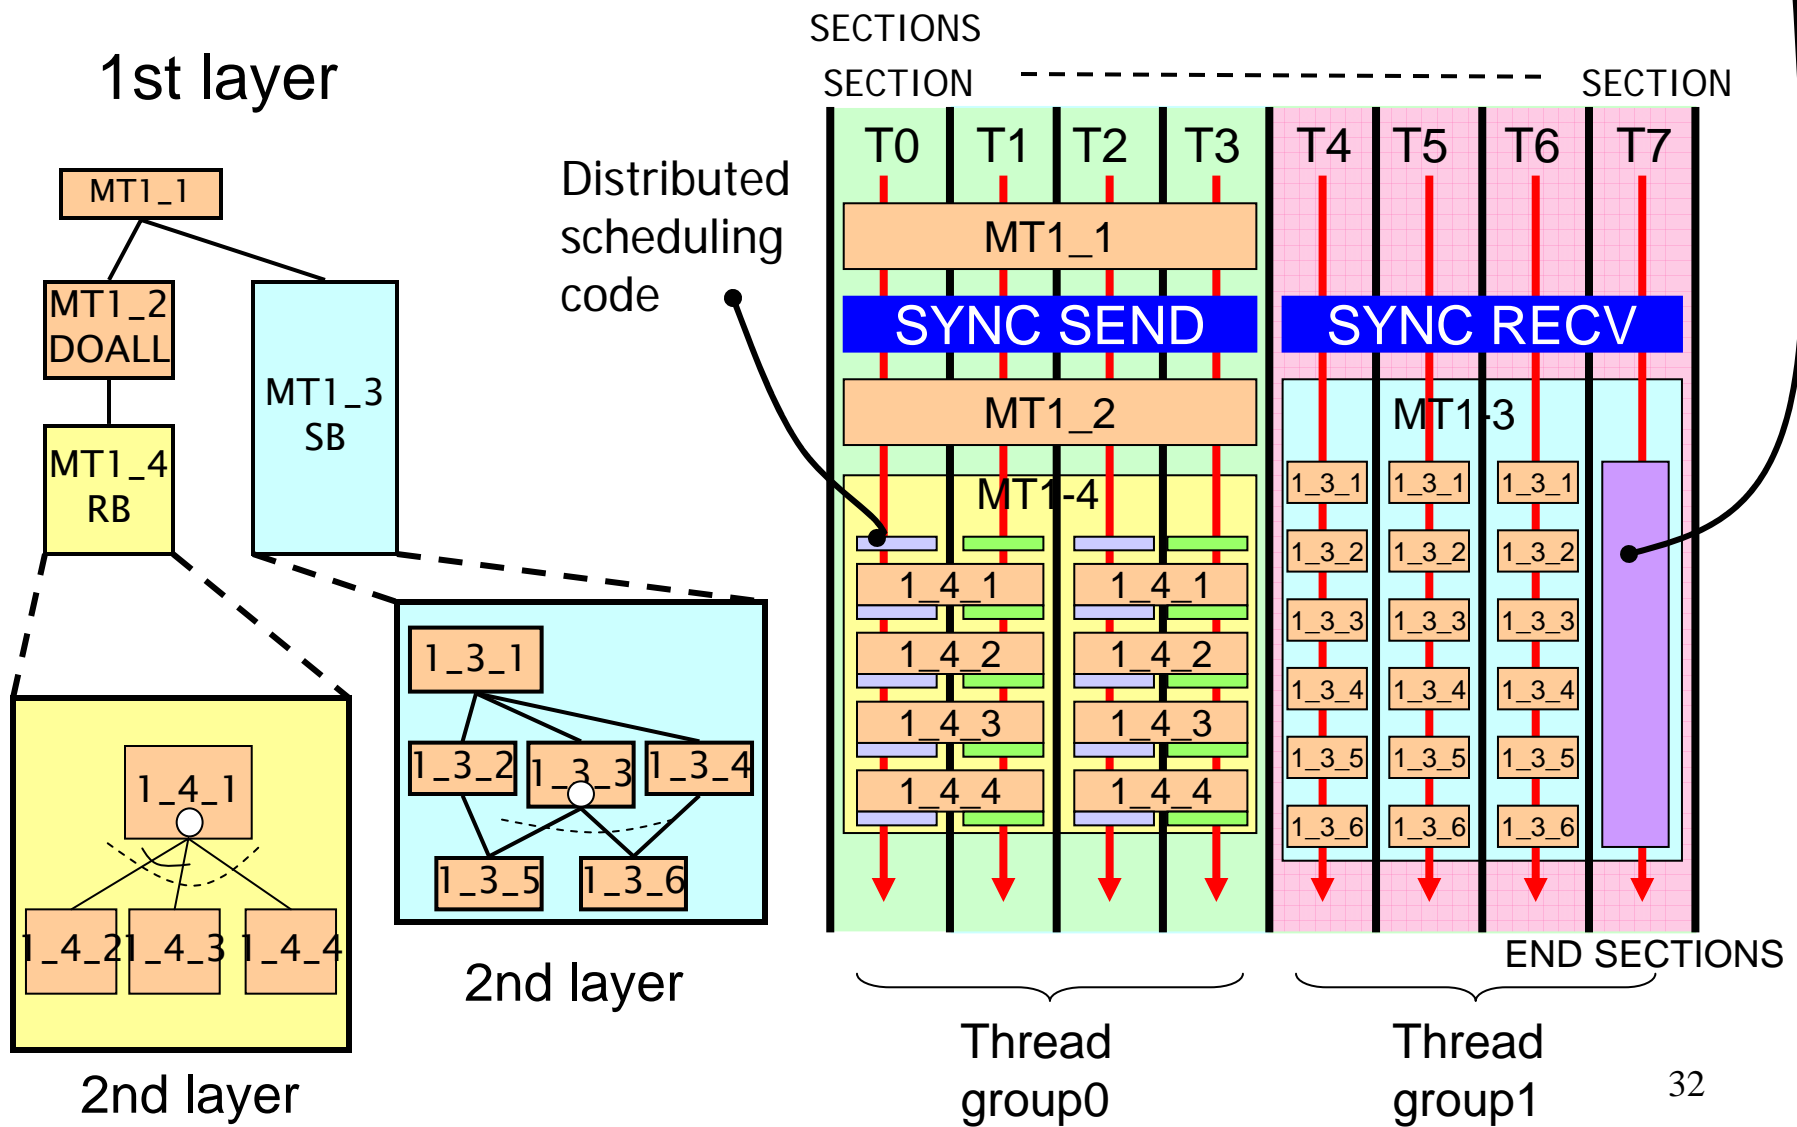 SECTIONS
1st layer
SECTION
SECTION
T0 T1 T2 T3 T4 T5 T6 T7
Distributed
scheduling
code
MT1_1
MT1_2
DOALL
MT1_3
SB
MT1_4
RB
MT1_1
SYNC SEND
SYNC RECV
MT1_2
MT1-3
MT1-4
1_3_1 1_3_1 1_3_1
1_3_2 1_3_2 1_3_2
1_3_3 1_3_3 1_3_3
1_3_4 1_3_4 1_3_4
1_3_5 1_3_5 1_3_5
1_3_6 1_3_6 1_3_6
1_4_1 1_4_1
1_4_2 1_4_2
1_4_3 1_4_3
1_4_4 1_4_4
1_3_1
1_3_2 1_3_3 1_3_4
1_3_5 1_3_6
2nd layer
1_4_1
1_4_2 1_4_3 1_4_4
2nd layer
END SECTIONS
Thread
group0
Thread
group1
32